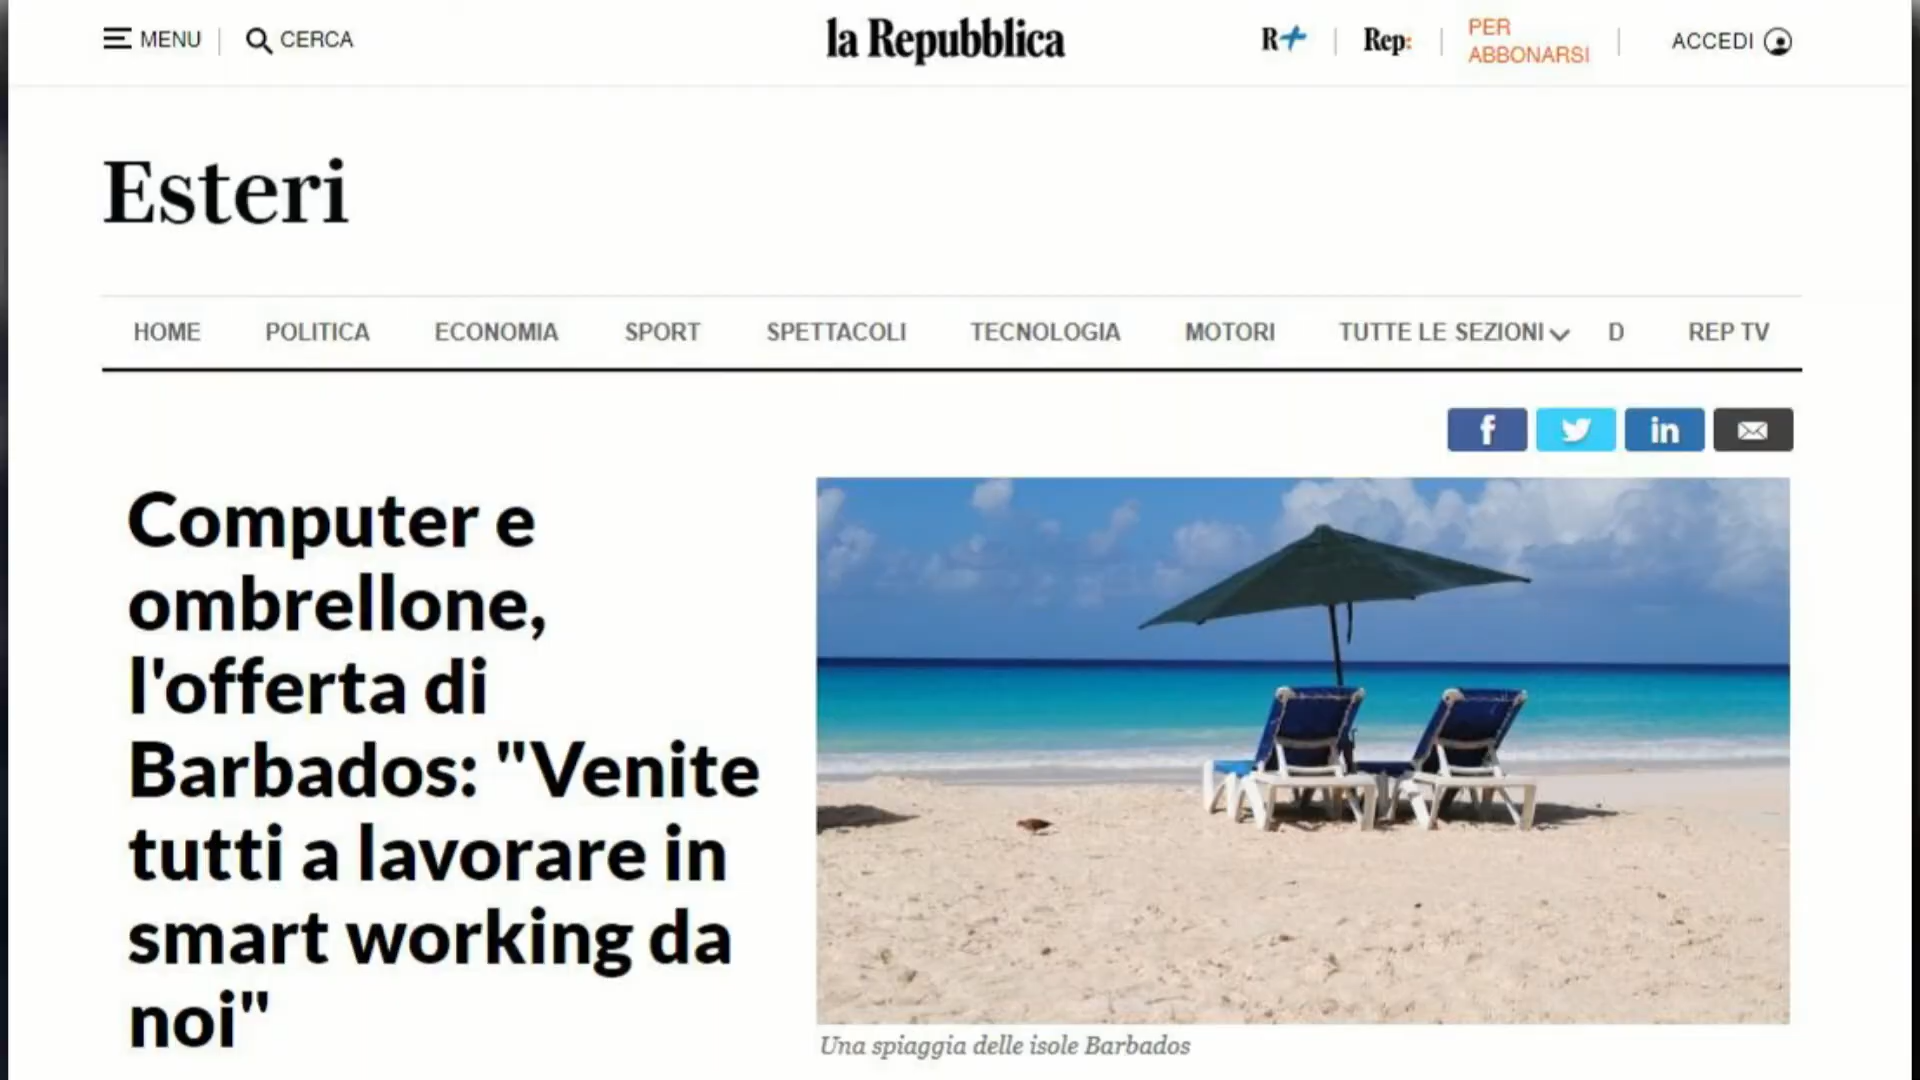 MENU
CERCA
la Repubblica
R+
Rep:
PER
ABBONARSI
ACCEDI
Esteri
HOME POLITICA ECONOMIA SPORT SPETTACOLI TECNOLOGIA MOTORI TUTTE LE SEZIONI D REP TV
f
in
Computer e
ombrellone,
l'offerta di
Barbados: "Venite
tutti a lavorare in
smart working da
noi"
Una spiaggia delle isole Barbados